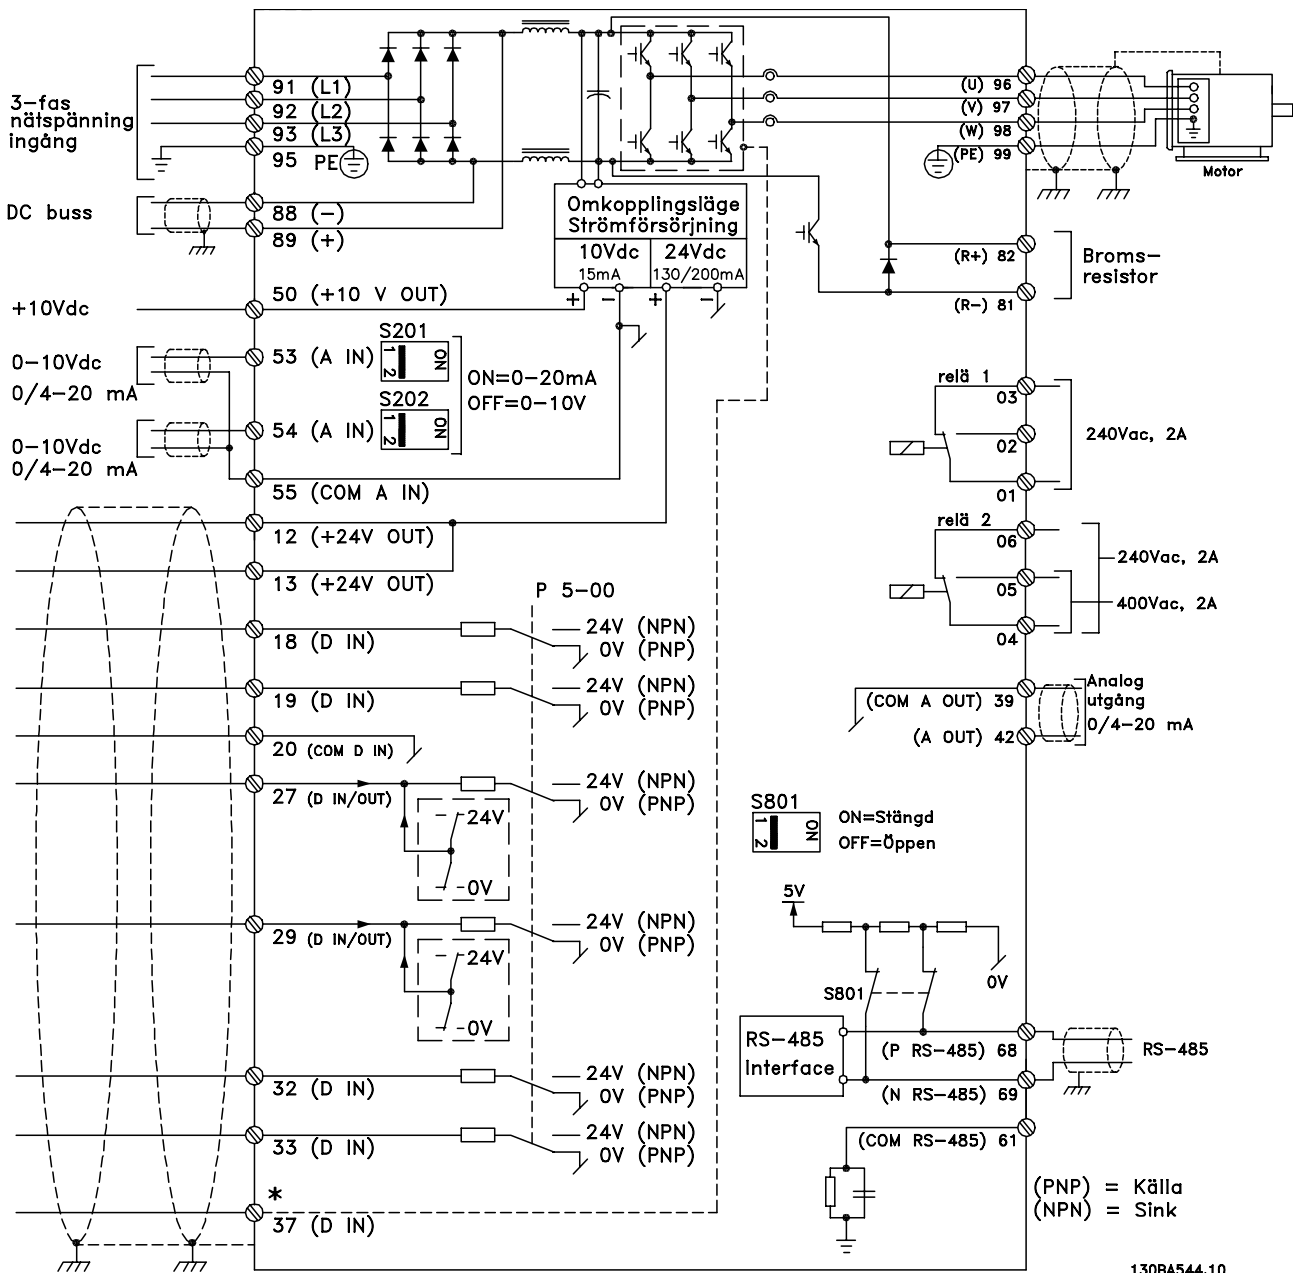 3-fas
nätspänning
ingång
91 (L1)
92 (L2)
93 (L3)
95 PE
DC buss
88 (-)
89 (+)
+10Vdc
50 (+10 V OUT)
0-10Vdc
0/4-20 mA
53 (A IN)
S201
1 2
ON
0-10Vdc
0/4-20 mA
54 (A IN)
S202
1 2
ON
ON=0-20mA
OFF=0-10V
55 (COM A IN)
12 (+24V OUT)
13 (+24V OUT)
P 5-00
18 (D IN)
24V (NPN)
0V (PNP)
19 (D IN)
24V (NPN)
0V (PNP)
20 (COM D IN)
27 (D IN/OUT)
24V (NPN)
0V (PNP)
24V
0V
29 (D IN/OUT)
24V (NPN)
0V (PNP)
24V
0V
32 (D IN)
24V (NPN)
0V (PNP)
33 (D IN)
24V (NPN)
0V (PNP)
*
37 (D IN)
Omkopplingsläge
Strömförsörjning
10Vdc
15mA
24Vdc
130/200mA
+ - + -
(U) 96
(V) 97
(W) 98
(PE) 99
Motor
(R+) 82
(R-) 81
Broms-
resistor
relä 1
03
02
01
240Vac, 2A
relä 2
06
05
04
240Vac, 2A
400Vac, 2A
(COM A OUT) 39
(A OUT) 42
Analog
utgång
0/4-20 mA
S801
1 2
ON
ON=Stängd
OFF=Öppen
5V
0V
S801
RS-485
Interface
(P RS-485) 68
(N RS-485) 69
RS-485
(COM RS-485) 61
(PNP) = Källa
(NPN) = Sink
130BA544.10